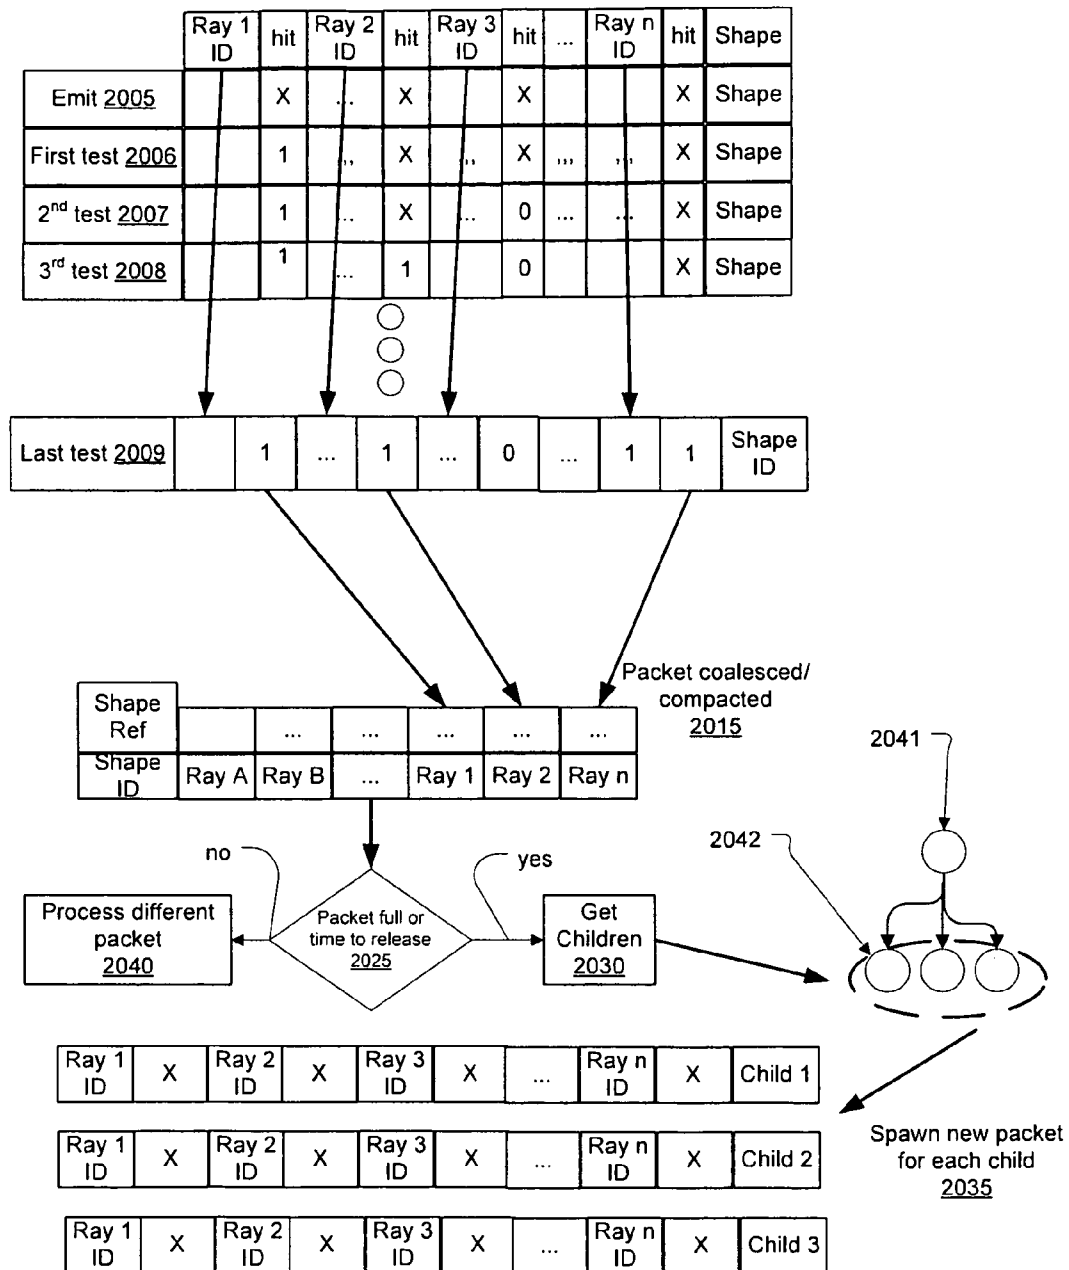 Ray 1 ID hit Ray 2 ID hit Ray 3 ID hit ... Ray n ID hit Shape
Emit 2005 X ... X X X Shape
First test 2006 1 ,,, X ,, X ,,, ,,, X Shape
2nd test 2007 1 ... X ... 0 ... ... X Shape
3rd test 2008 1 ... 1 0 X Shape
Last test 2009 1 ... 1 ... 0 ... 1 1 Shape ID
Packet coalesced/
compacted
2015
Shape Ref ... ... ... ... ...
Shape ID Ray A Ray B ... Ray 1 Ray 2 Ray n
2041
2042
no
yes
Process different
packet
2040
Packet full or
time to release
2025
Get
Children
2030
Ray 1 ID X Ray 2 ID X Ray 3 ID X ... Ray n ID X Child 1
Ray 1 ID X Ray 2 ID X Ray 3 ID X ... Ray n ID X Child 2
Ray 1 ID X Ray 2 ID X Ray 3 ID X ... Ray n ID X Child 3
Spawn new packet
for each child
2035